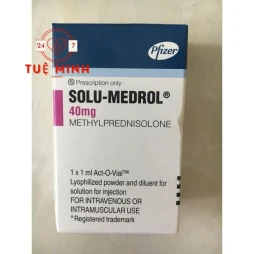 24 7
TUỆ MINH
Pfizer
Prescription only
SOLU-MEDROL®
40mg
METHYLPREDNISOLONE
1 x 1 ml Act-O-Vial™
Lyophilized powder and diluent for
solution for injection
FOR INTRAVENOUS OR
INTRAMUSCULAR USE
*Registered trademark